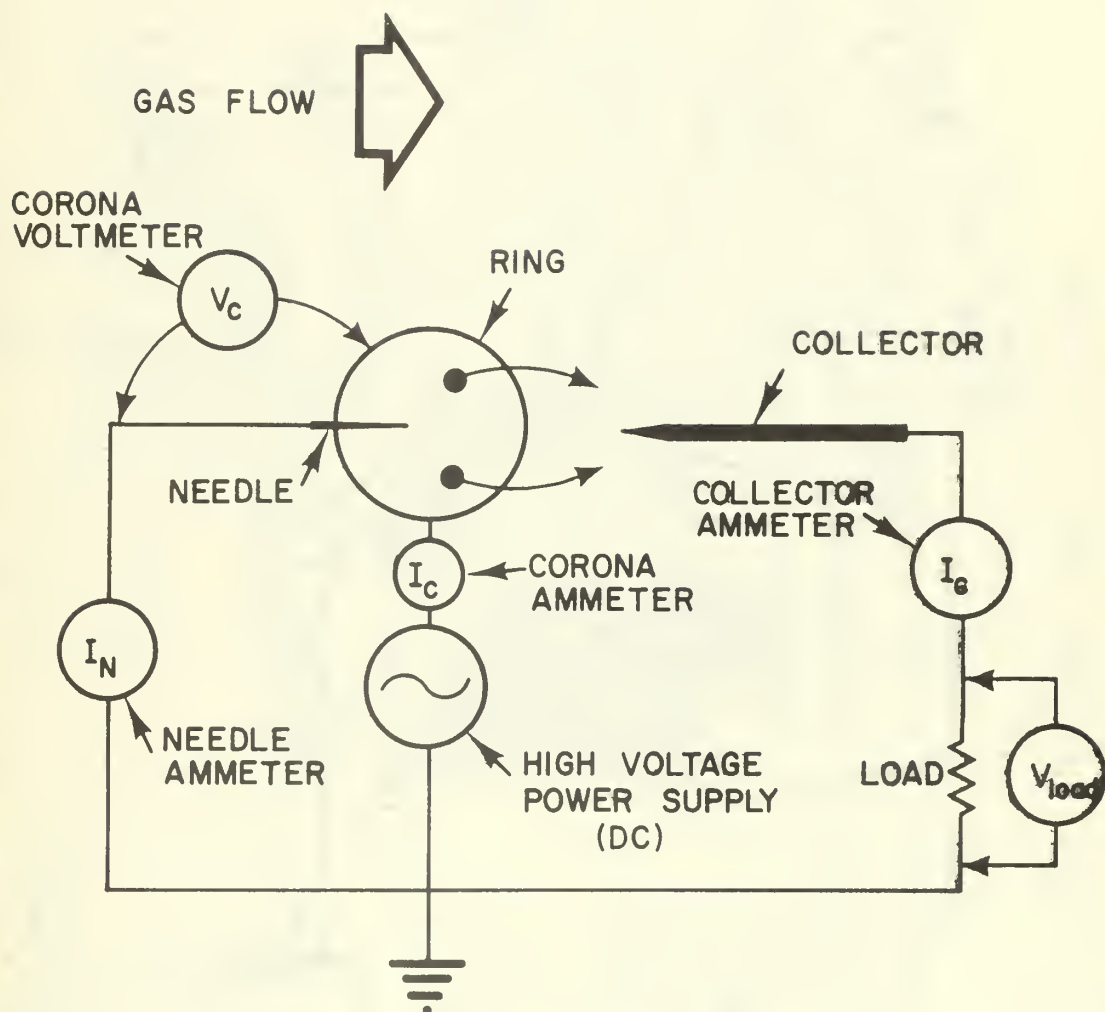 GAS FLOW
CORONA
VOLTMETER
V_C
RING
COLLECTOR
NEEDLE
COLLECTOR
AMMETER
I_C
CORONA
AMMETER
I_G
I_N
NEEDLE
AMMETER
HIGH VOLTAGE
POWER SUPPLY
(DC)
LOAD
V_load